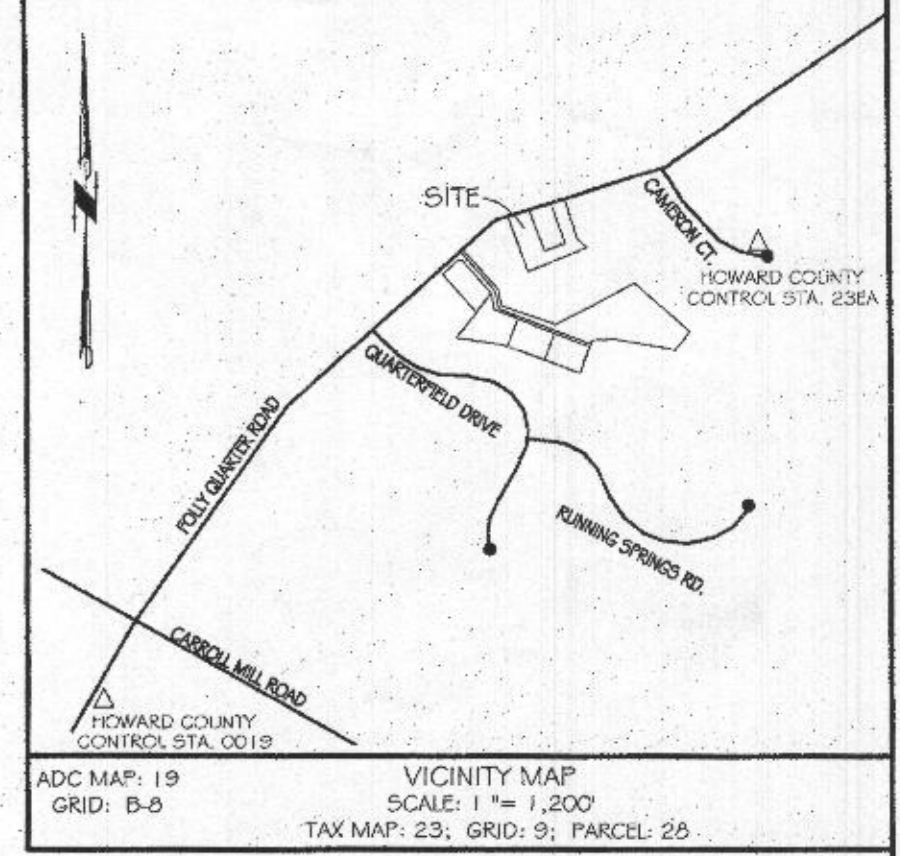 SITE
CAMERON CT.
HOWARD COUNTY
CONTROL STA. 23EA
QUARTERFIELD DRIVE
FOLLY QUARTER ROAD
RUNNING SPRINGS RD.
CARROLL MILL ROAD
HOWARD COUNTY
CONTROL STA. 0019
ADC MAP: 19
GRID: B-8
VICINITY MAP
SCALE: 1 "= 1,200'
TAX MAP: 23; GRID: 9; PARCEL: 28